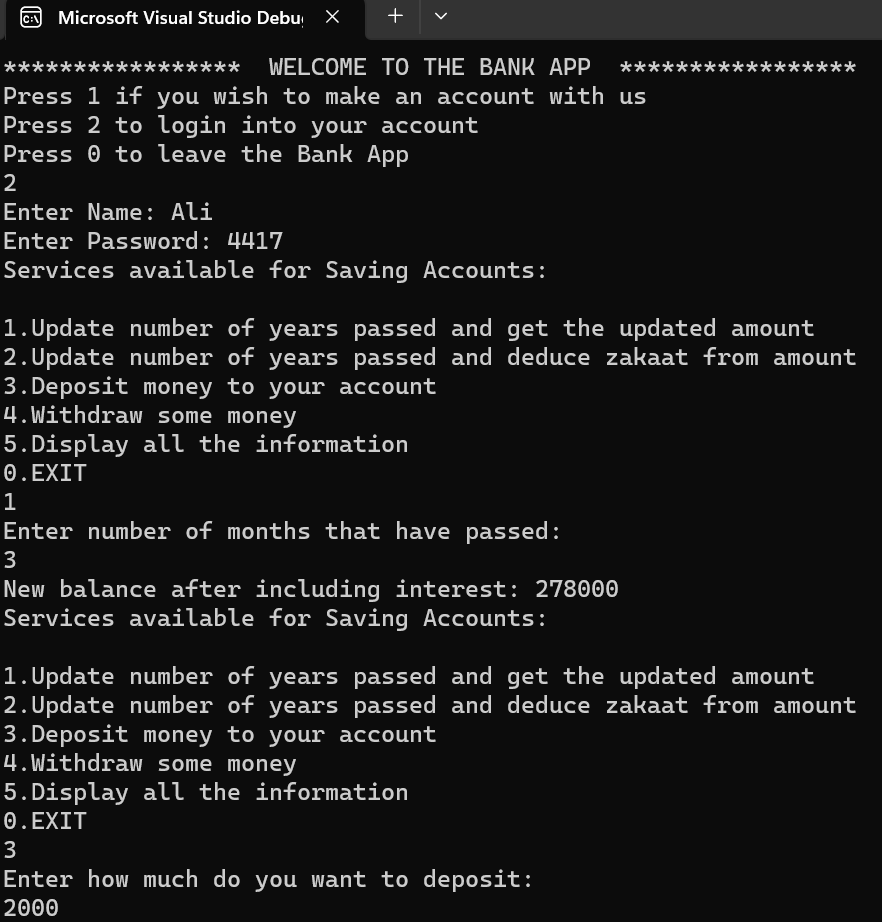 Microsoft Visual Studio Debu
***************** WELCOME TO THE BANK APP *****************
Press 1 if you wish to make an account with us
Press 2 to login into your account
Press 0 to leave the Bank App
2
Enter Name: Ali
Enter Password: 4417
Services available for Saving Accounts:

1.Update number of years passed and get the updated amount
2.Update number of years passed and deduce zakaat from amount
3.Deposit money to your account
4.Withdraw some money
5.Display all the information
0.EXIT
1
Enter number of months that have passed:
3
New balance after including interest: 278000
Services available for Saving Accounts:

1.Update number of years passed and get the updated amount
2.Update number of years passed and deduce zakaat from amount
3.Deposit money to your account
4.Withdraw some money
5.Display all the information
0.EXIT
3
Enter how much do you want to deposit:
2000